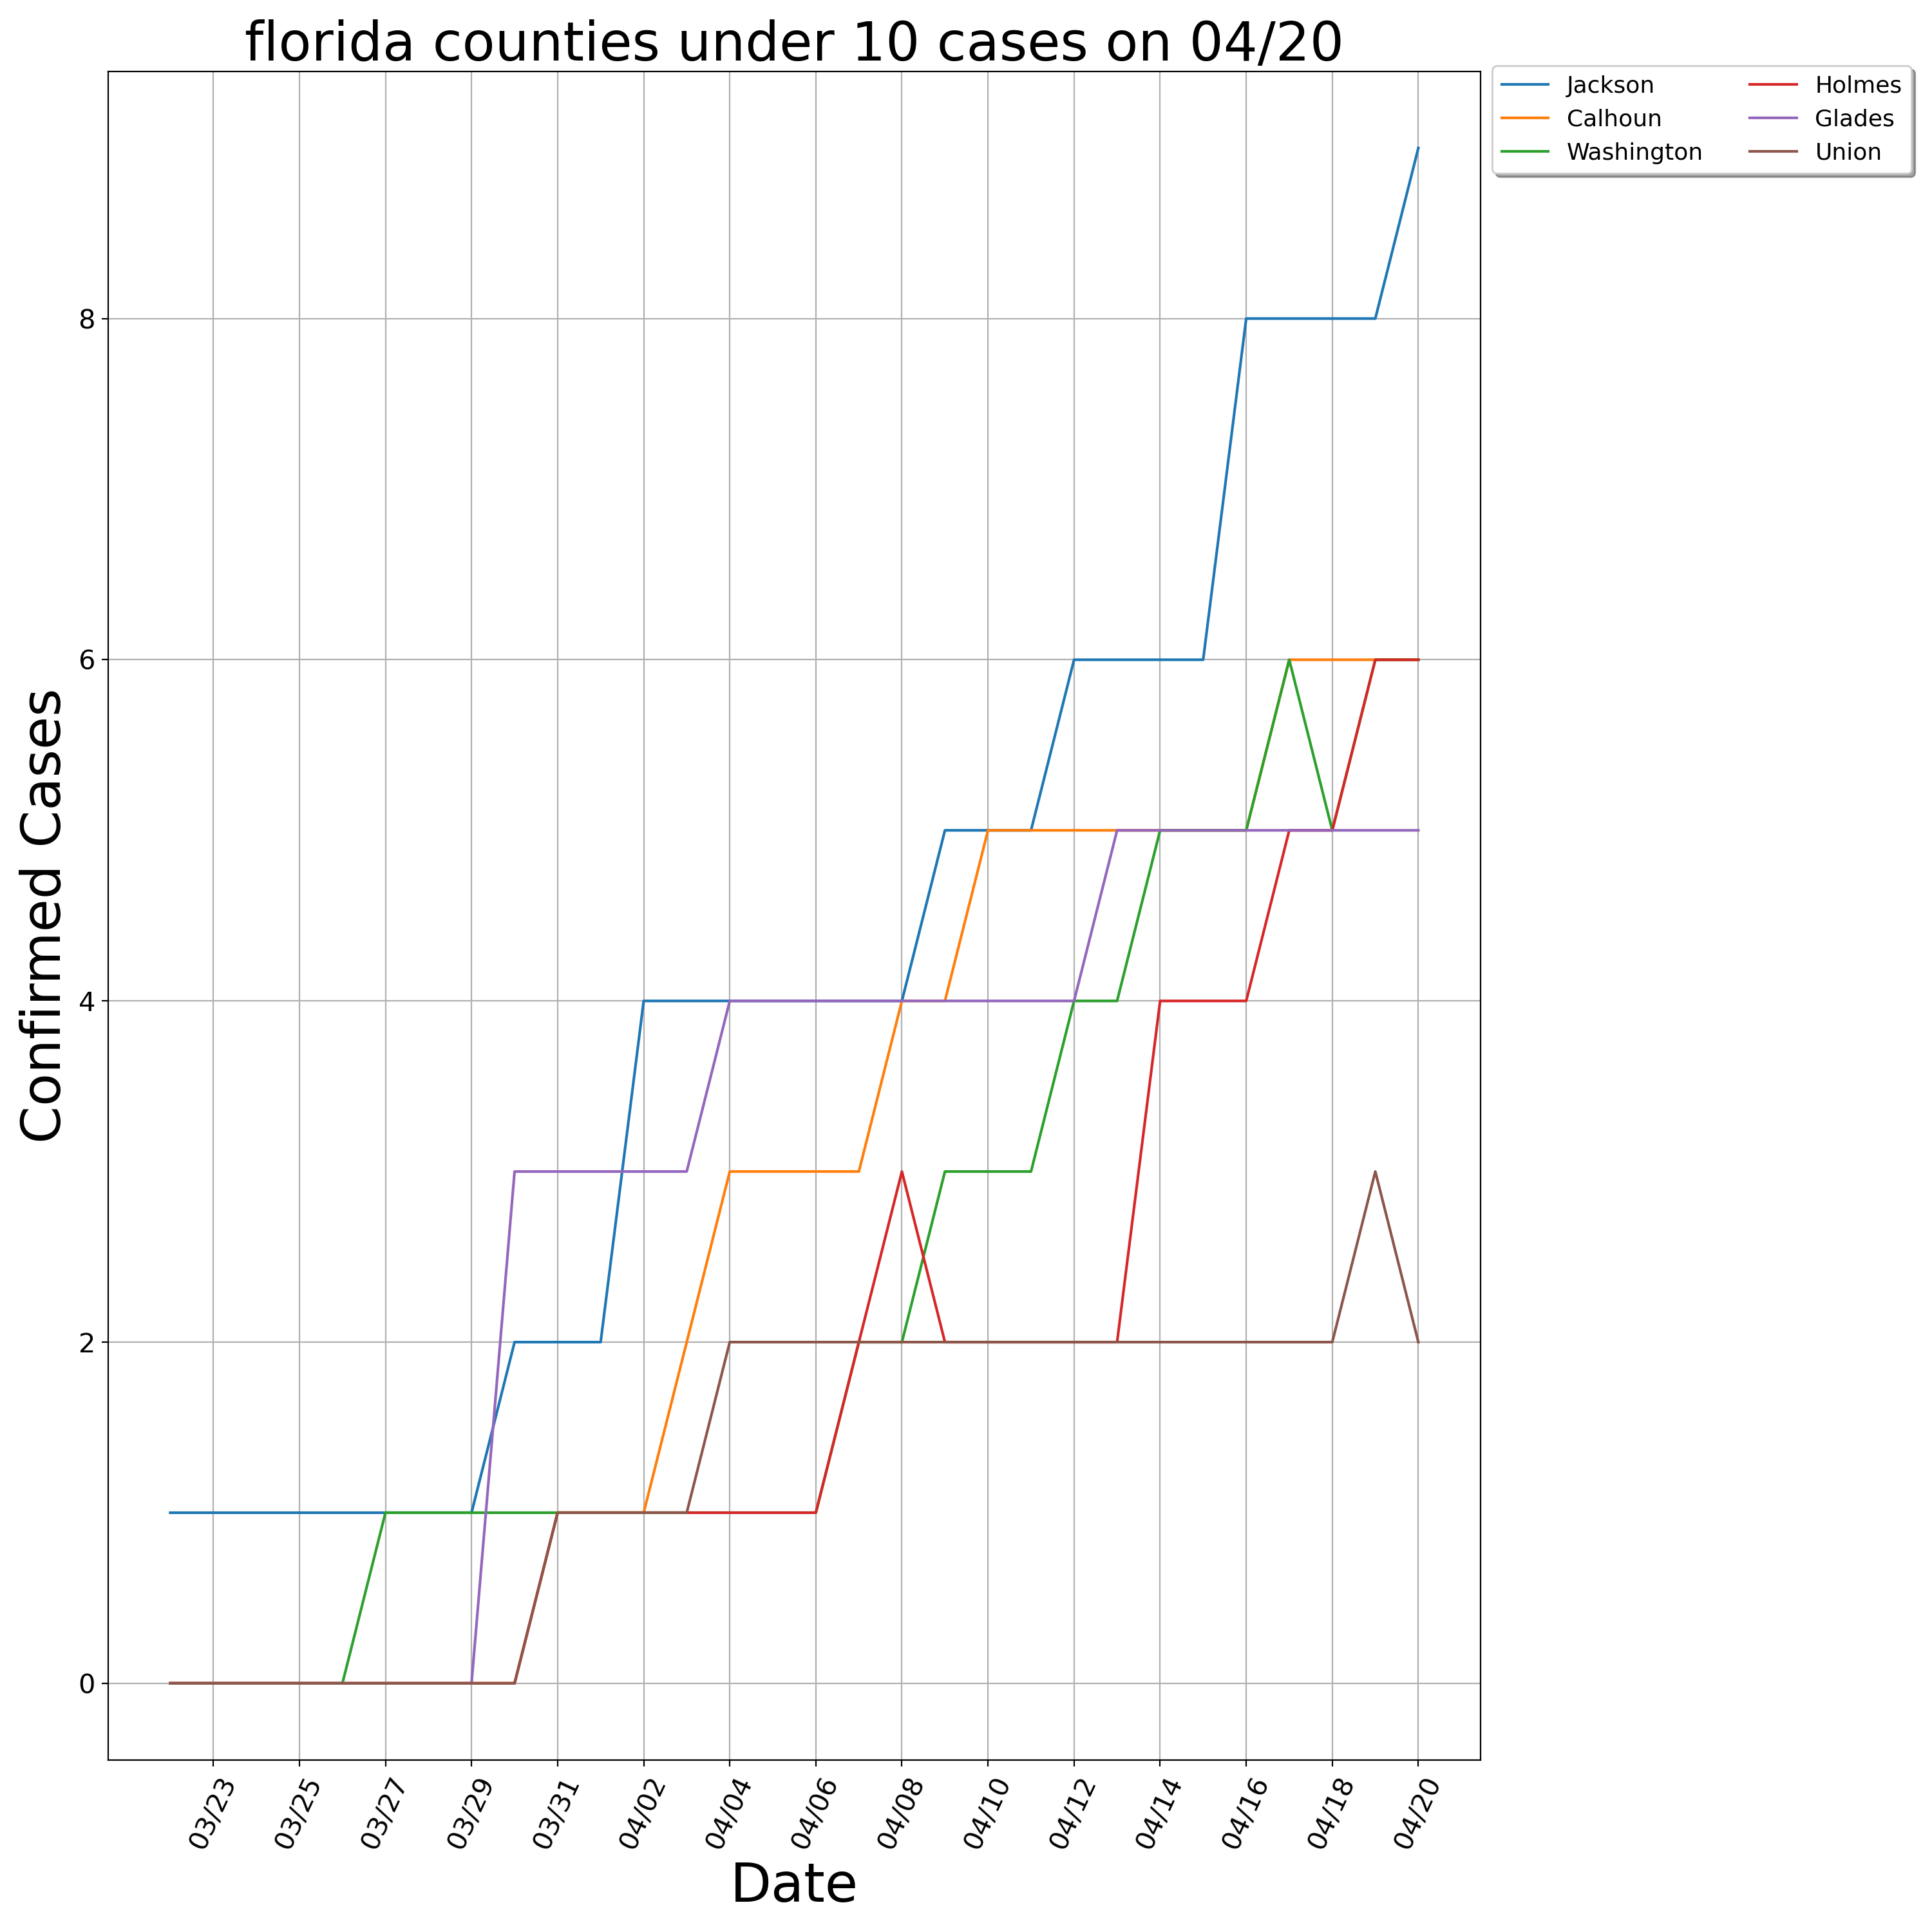 florida counties under 10 cases on 04/20
Jackson
Calhoun
Washington
Holmes
Glades
Union
Confirmed Cases
8
6
4
2
0
03/23
03/25
03/27
03/29
03/31
04/02
04/04
04/06
04/08
04/10
04/12
04/14
04/16
04/18
04/20
Date